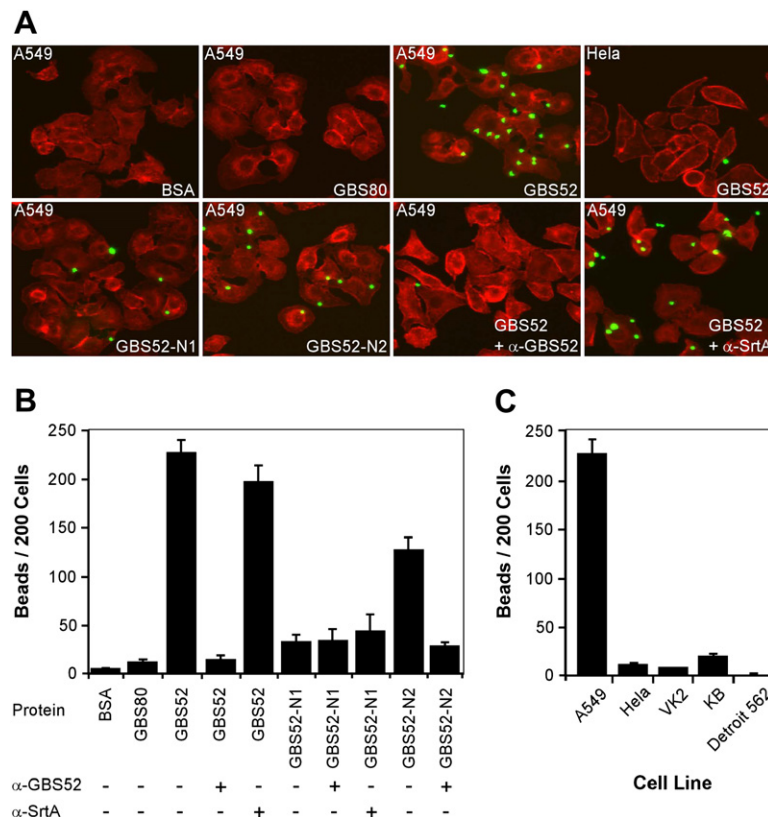 A
A549
A549
A549
Hela
BSA
GBS80
GBS52
GBS52
A549
A549
A549
A549
GBS52-N1
GBS52-N2
GBS52
+ α-GBS52
GBS52
+ α-SrtA
B
Beads / 200 Cells
250
200
150
100
50
0
Protein
BSA
GBS80
GBS52
GBS52
GBS52
GBS52-N1
GBS52-N1
GBS52-N1
GBS52-N2
GBS52-N2
α-GBS52 - - - + - - + - - +
α-SrtA - - - - + - - + - -
C
Beads / 200 Cells
250
200
150
100
50
0
A549
Hela
VK2
KB
Detroit 562
Cell Line